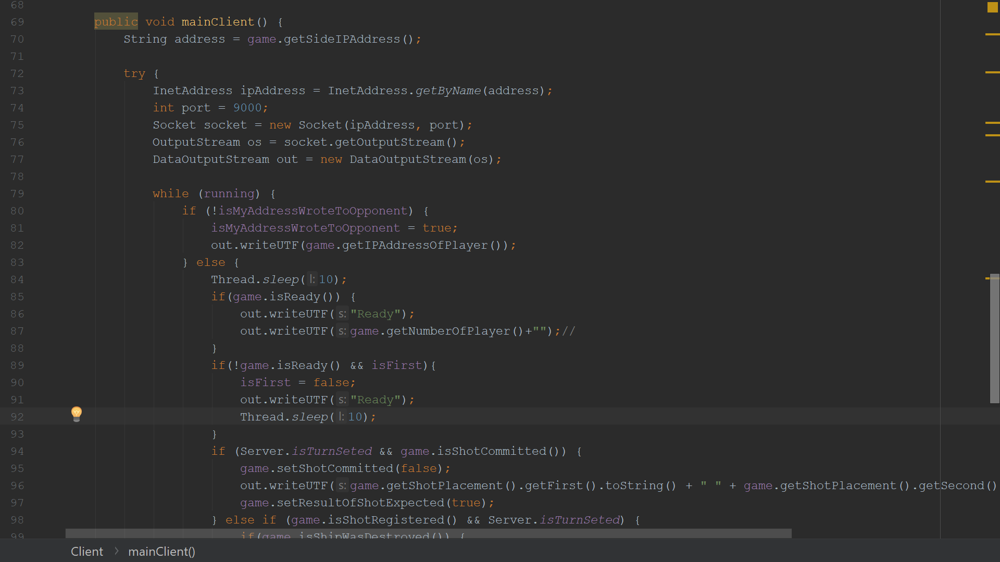 68
69 public void mainClient() {
70 String address = game.getSideIPAddress();
71
72 try {
73 InetAddress ipAddress = InetAddress.getByName(address);
74 int port = 9000;
75 Socket socket = new Socket(ipAddress, port);
76 OutputStream os = socket.getOutputStream();
77 DataOutputStream out = new DataOutputStream(os);
78
79 while (running) {
80 if (!isMyAddressWroteToOpponent) {
81 isMyAddressWroteToOpponent = true;
82 out.writeUTF(game.getIPAddressOfPlayer());
83 } else {
84 Thread.sleep( l: 10);
85 if(game.isReady()) {
86 out.writeUTF( s: "Ready");
87 out.writeUTF( s: game.getNumberOfPlayer()+"");//
88 }
89 if(!game.isReady() && isFirst){
90 isFirst = false;
91 out.writeUTF( s: "Ready");
92 Thread.sleep( l: 10);
93 }
94 if (Server.isTurnSeted && game.isShotCommitted()) {
95 game.setShotCommitted(false);
96 out.writeUTF( s: game.getShotPlacement().getFirst().toString() + " " + game.getShotPlacement().getSecond()
97 game.setResultOfShotExpected(true);
98 } else if (game.isShotRegistered() && Server.isTurnSeted) {
99 if(game.isShipWasDestroyed()) {
Client > mainClient()